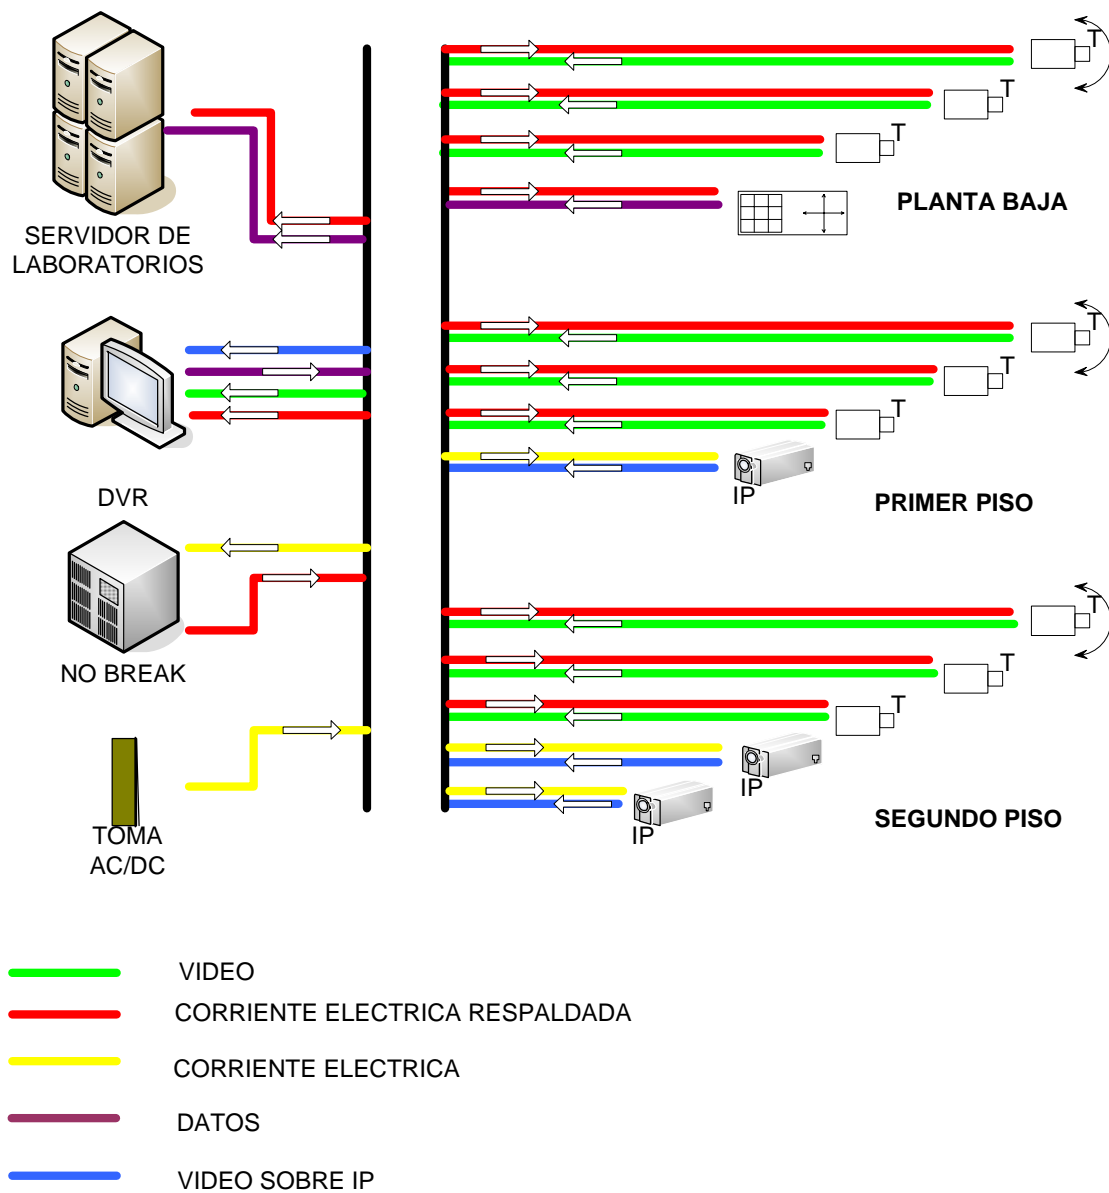 T
T
T
PLANTA BAJA
SERVIDOR DE
LABORATORIOS
T
T
T
IP
DVR
PRIMER PISO
T
NO BREAK
T
T
IP
SEGUNDO PISO
IP
TOMA
AC/DC
VIDEO
CORRIENTE ELECTRICA RESPALDADA
CORRIENTE ELECTRICA
DATOS
VIDEO SOBRE IP